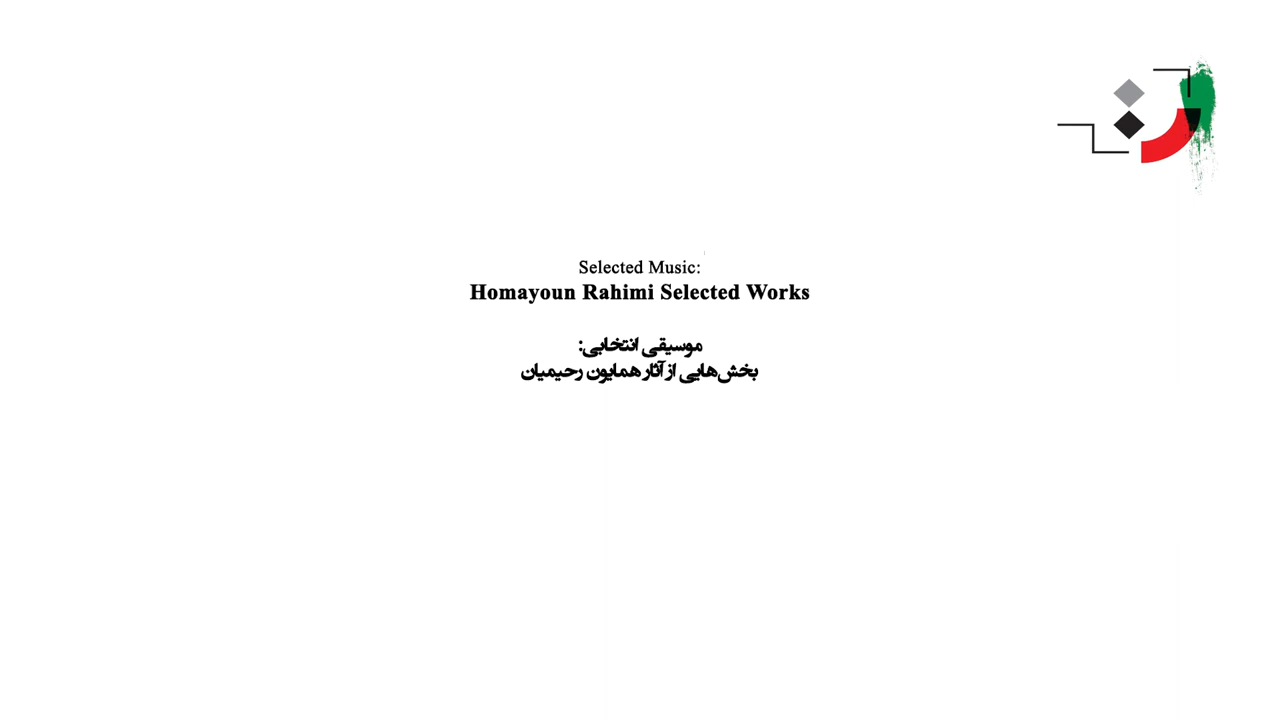 Selected Music:
Homayoun Rahimi Selected Works
موسیقی انتخابی:
بخش‌هایی از آثار همایون رحیمیان